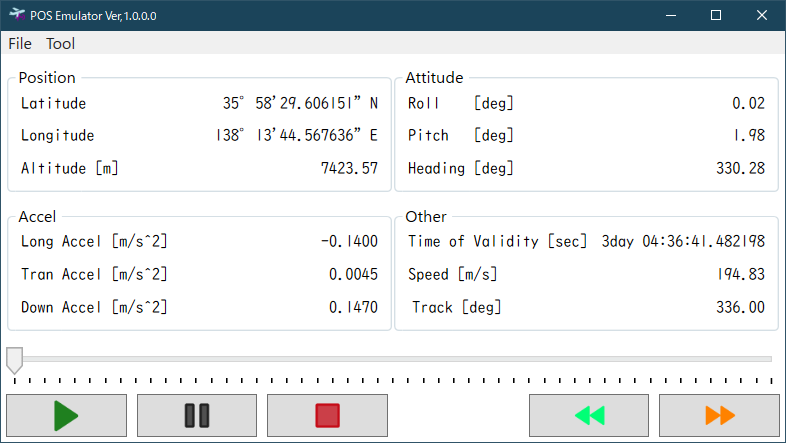 POS Emulator Ver,1.0.0.0
File Tool
Position
Latitude 35° 58'29.606151" N
Longitude 138° 13'44.567636" E
Altitude [m] 7423.57
Attitude
Roll [deg] 0.02
Pitch [deg] 1.98
Heading [deg] 330.28
Accel
Long Accel [m/s^2] -0.1400
Tran Accel [m/s^2] 0.0045
Down Accel [m/s^2] 0.1470
Other
Time of Validity [sec] 3day 04:36:41.482198
Speed [m/s] 194.83
Track [deg] 336.00